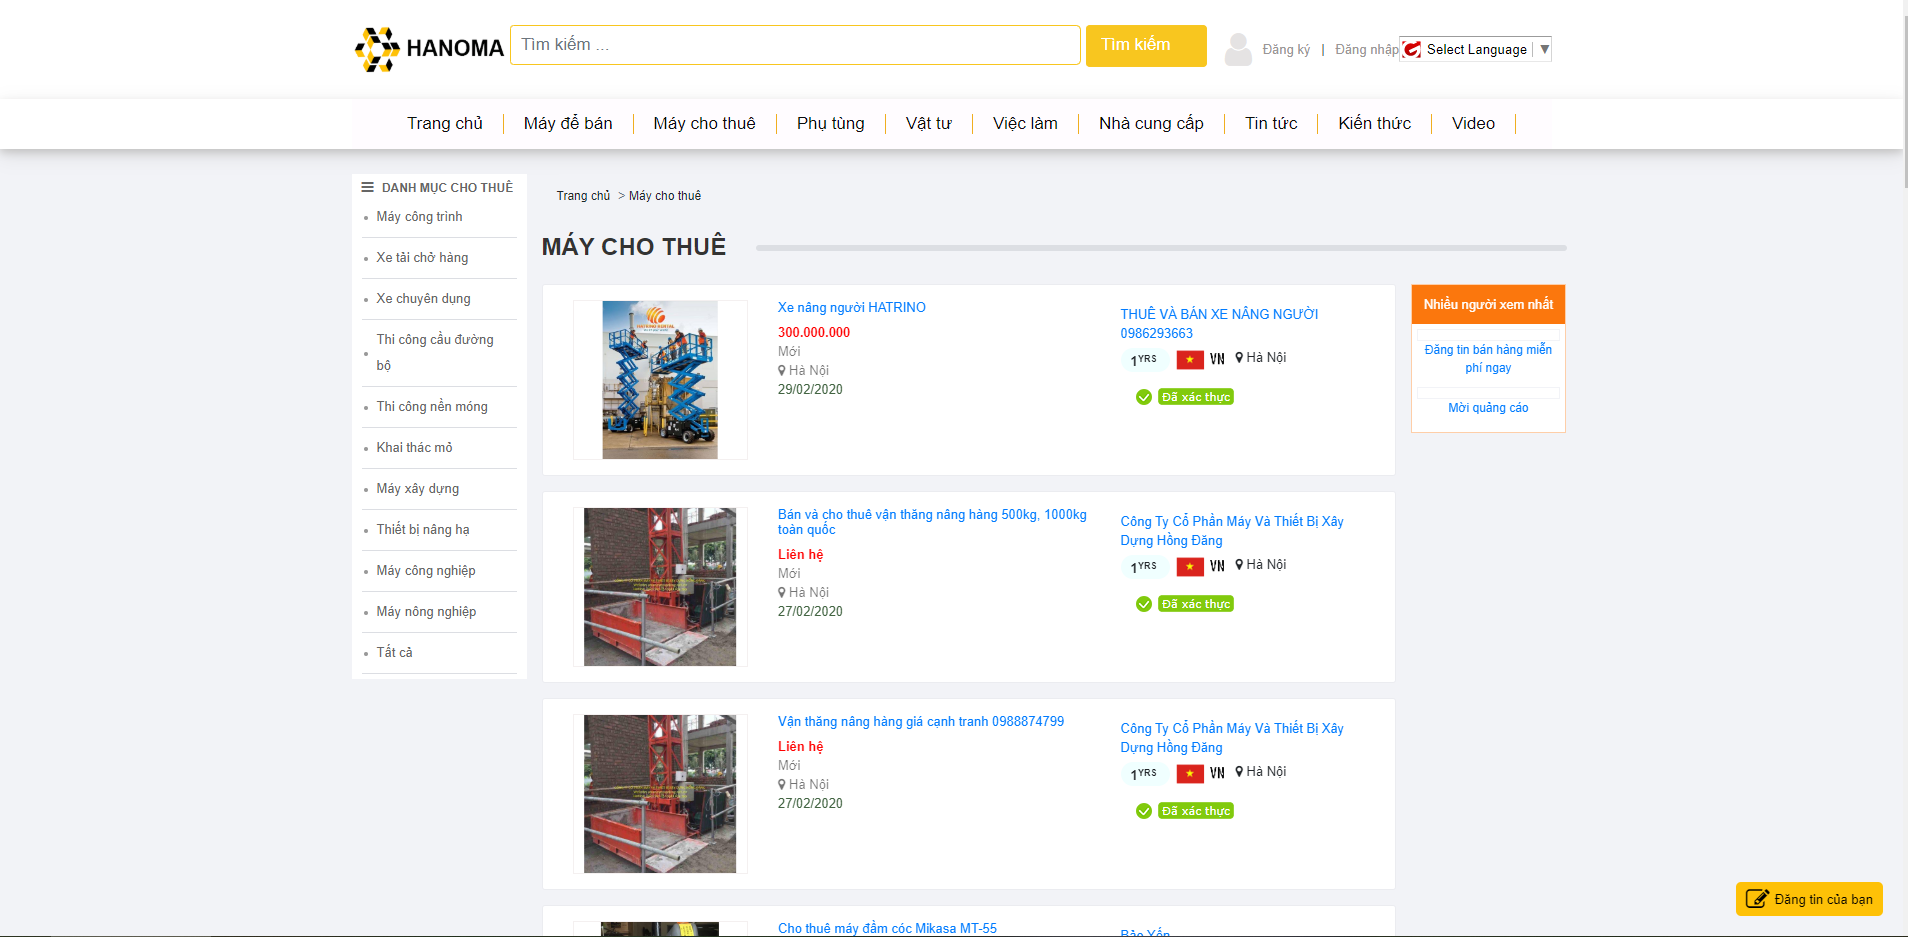 HANOMA
Tìm kiếm ...
Tìm kiếm
Đăng ký | Đăng nhập
Select Language ▼
Trang chủ
Máy để bán
Máy cho thuê
Phụ tùng
Vật tư
Việc làm
Nhà cung cấp
Tin tức
Kiến thức
Video
DANH MỤC CHO THUÊ
Máy công trình
Xe tải chở hàng
Xe chuyên dụng
Thi công cầu đường
bộ
Thi công nền móng
Khai thác mỏ
Máy xây dựng
Thiết bị nâng hạ
Máy công nghiệp
Máy nông nghiệp
Tất cả
Trang chủ > Máy cho thuê
MÁY CHO THUÊ
Xe nâng người HATRINO
300.000.000
Mới
Hà Nội
29/02/2020
THUÊ VÀ BÁN XE NÂNG NGƯỜI
0986293663
1 YRS VN Hà Nội
Đã xác thực
Bán và cho thuê vận thăng nâng hàng 500kg, 1000kg
toàn quốc
Liên hệ
Mới
Hà Nội
27/02/2020
Công Ty Cổ Phần Máy Và Thiết Bị Xây
Dựng Hồng Đăng
1 YRS VN Hà Nội
Đã xác thực
Vận thăng nâng hàng giá cạnh tranh 0988874799
Liên hệ
Mới
Hà Nội
27/02/2020
Công Ty Cổ Phần Máy Và Thiết Bị Xây
Dựng Hồng Đăng
1 YRS VN Hà Nội
Đã xác thực
Cho thuê máy đầm cóc Mikasa MT-55
Bảo Yến
Nhiều người xem nhất
Đăng tin bán hàng miễn
phí ngay
Mời quảng cáo
Đăng tin của bạn